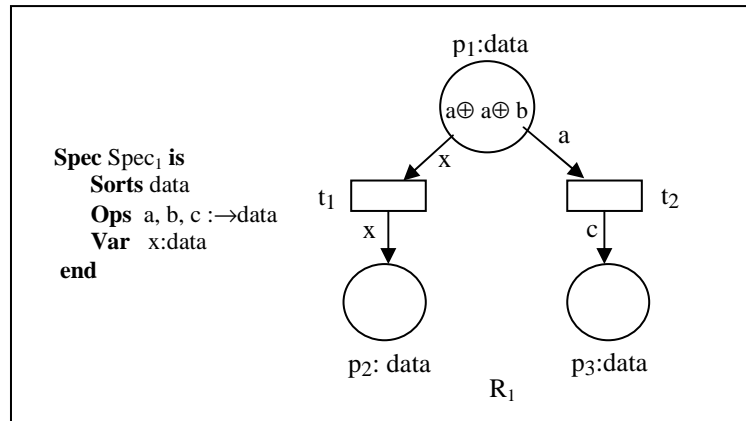 p₁:data
a⊕ a⊕ b
a
x
Spec Spec₁ is
Sorts data
Ops a, b, c :→data
Var x:data
end
t₁
t₂
x
c
p₂: data
p₃:data
R₁